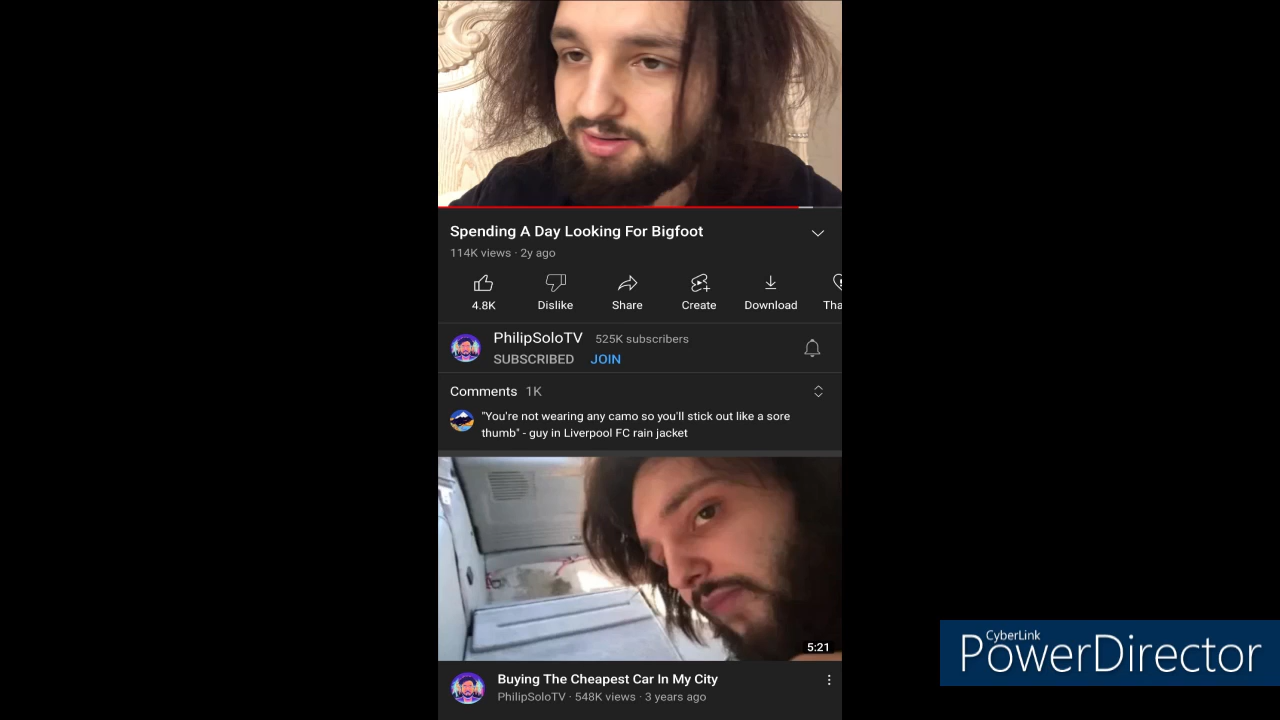 Spending A Day Looking For Bigfoot
114K views · 2y ago
4.8K Dislike Share Create Download Tha
PhilipSoloTV 525K subscribers
SUBSCRIBED JOIN
Comments 1K
"You're not wearing any camo so you'll stick out like a sore
thumb" - guy in Liverpool FC rain jacket
5:21
Buying The Cheapest Car In My City
PhilipSoloTV · 548K views · 3 years ago
CyberLink
PowerDirector